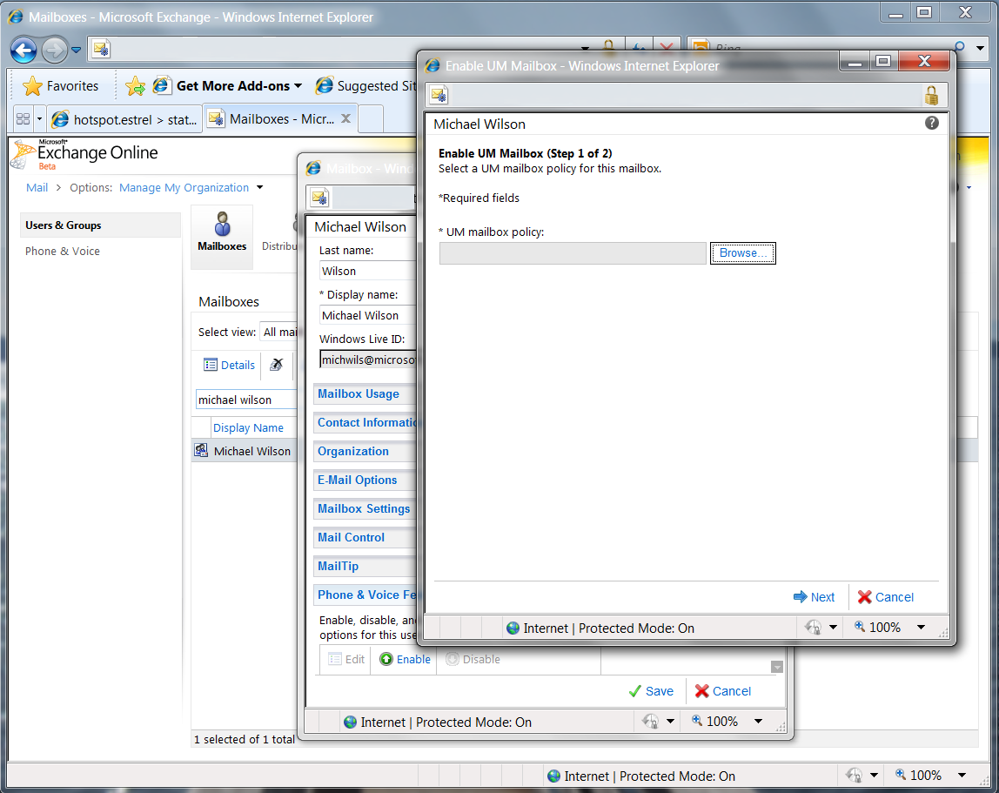 Mailboxes - Microsoft Exchange - Windows Internet Explorer
Bing
Favorites
Get More Add-ons
Suggested Sit
hotspot.estrel > stat...
Mailboxes - Micr...
Microsoft®
Exchange Online
Beta
Mail > Options: Manage My Organization
Users & Groups
Phone & Voice
Mailboxes
Distribu
Mailboxes
Select view: All mai
Details
michael wilson
Display Name
Michael Wilson
1 selected of 1 total
Internet | Protected Mode: On
100%
Mailbox - Wind
Michael Wilson
Last name:
Wilson
* Display name:
Michael Wilson
Windows Live ID:
michwils@microso
Mailbox Usage
Contact Informatio
Organization
E-Mail Options
Mailbox Settings
Mail Control
MailTip
Phone & Voice Fe
Enable, disable, an
options for this use
Edit
Enable
Disable
Save
Cancel
Internet | Protected Mode: On
100%
Enable UM Mailbox - Windows Internet Explorer
Michael Wilson
Enable UM Mailbox (Step 1 of 2)
Select a UM mailbox policy for this mailbox.
*Required fields
* UM mailbox policy:
Browse...
Next
Cancel
Internet | Protected Mode: On
100%